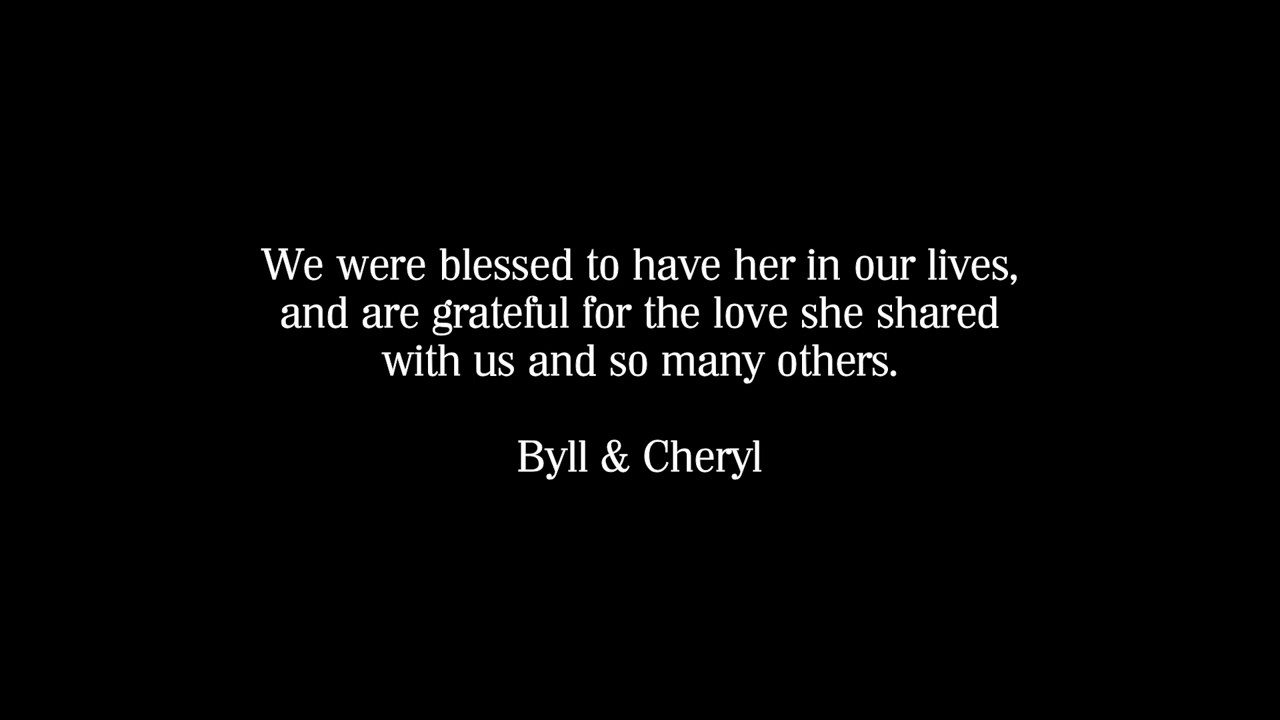 We were blessed to have her in our lives,
and are grateful for the love she shared
with us and so many others.
Byll & Cheryl